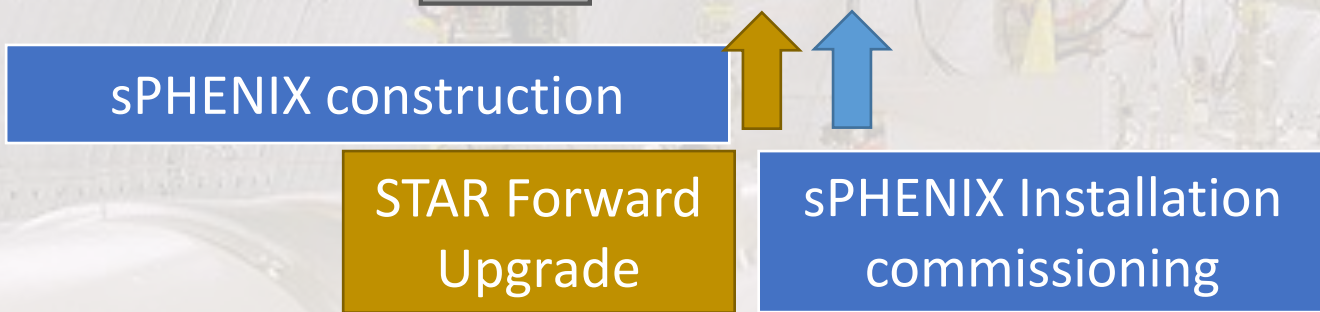 sPHENIX construction
STAR Forward
Upgrade
sPHENIX Installation
commissioning